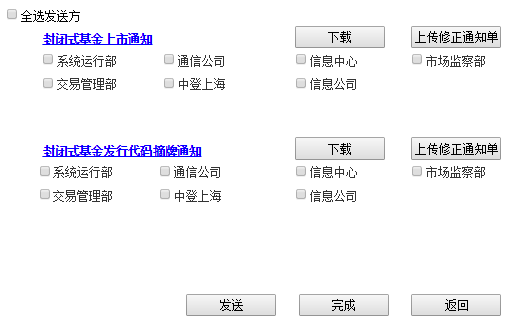 全选发送方
封闭式基金上市通知 下载 上传修正通知单
系统运行部 通信公司 信息中心 市场监察部
交易管理部 中登上海 信息公司
封闭式基金发行代码摘牌通知 下载 上传修正通知单
系统运行部 通信公司 信息中心 市场监察部
交易管理部 中登上海 信息公司
发送 完成 返回